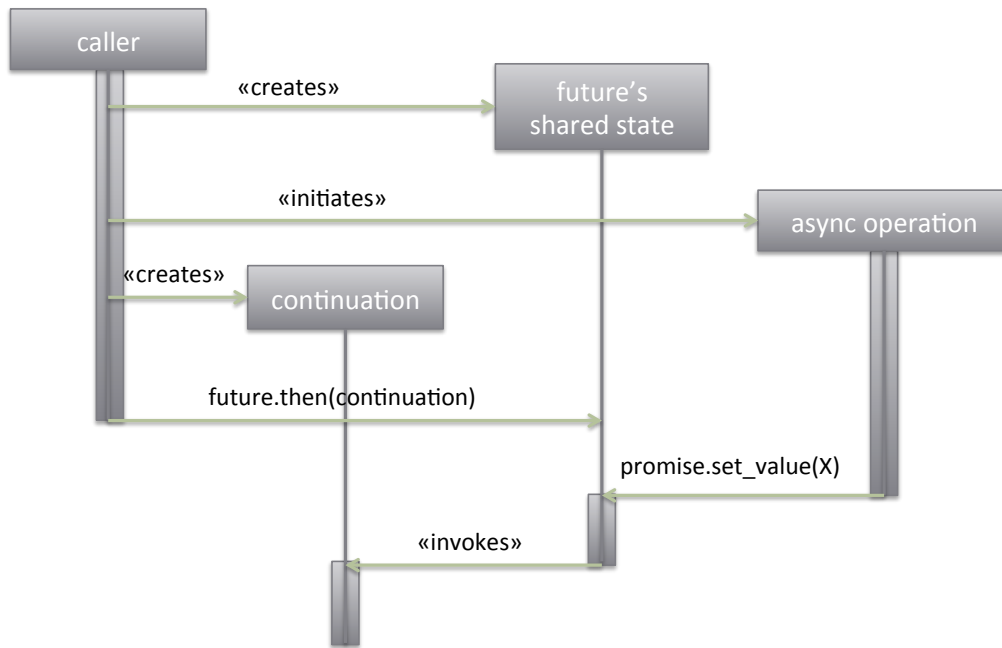 caller
«creates»
future's
shared state
«initiates»
async operation
«creates»
continuation
future.then(continuation)
promise.set_value(X)
«invokes»